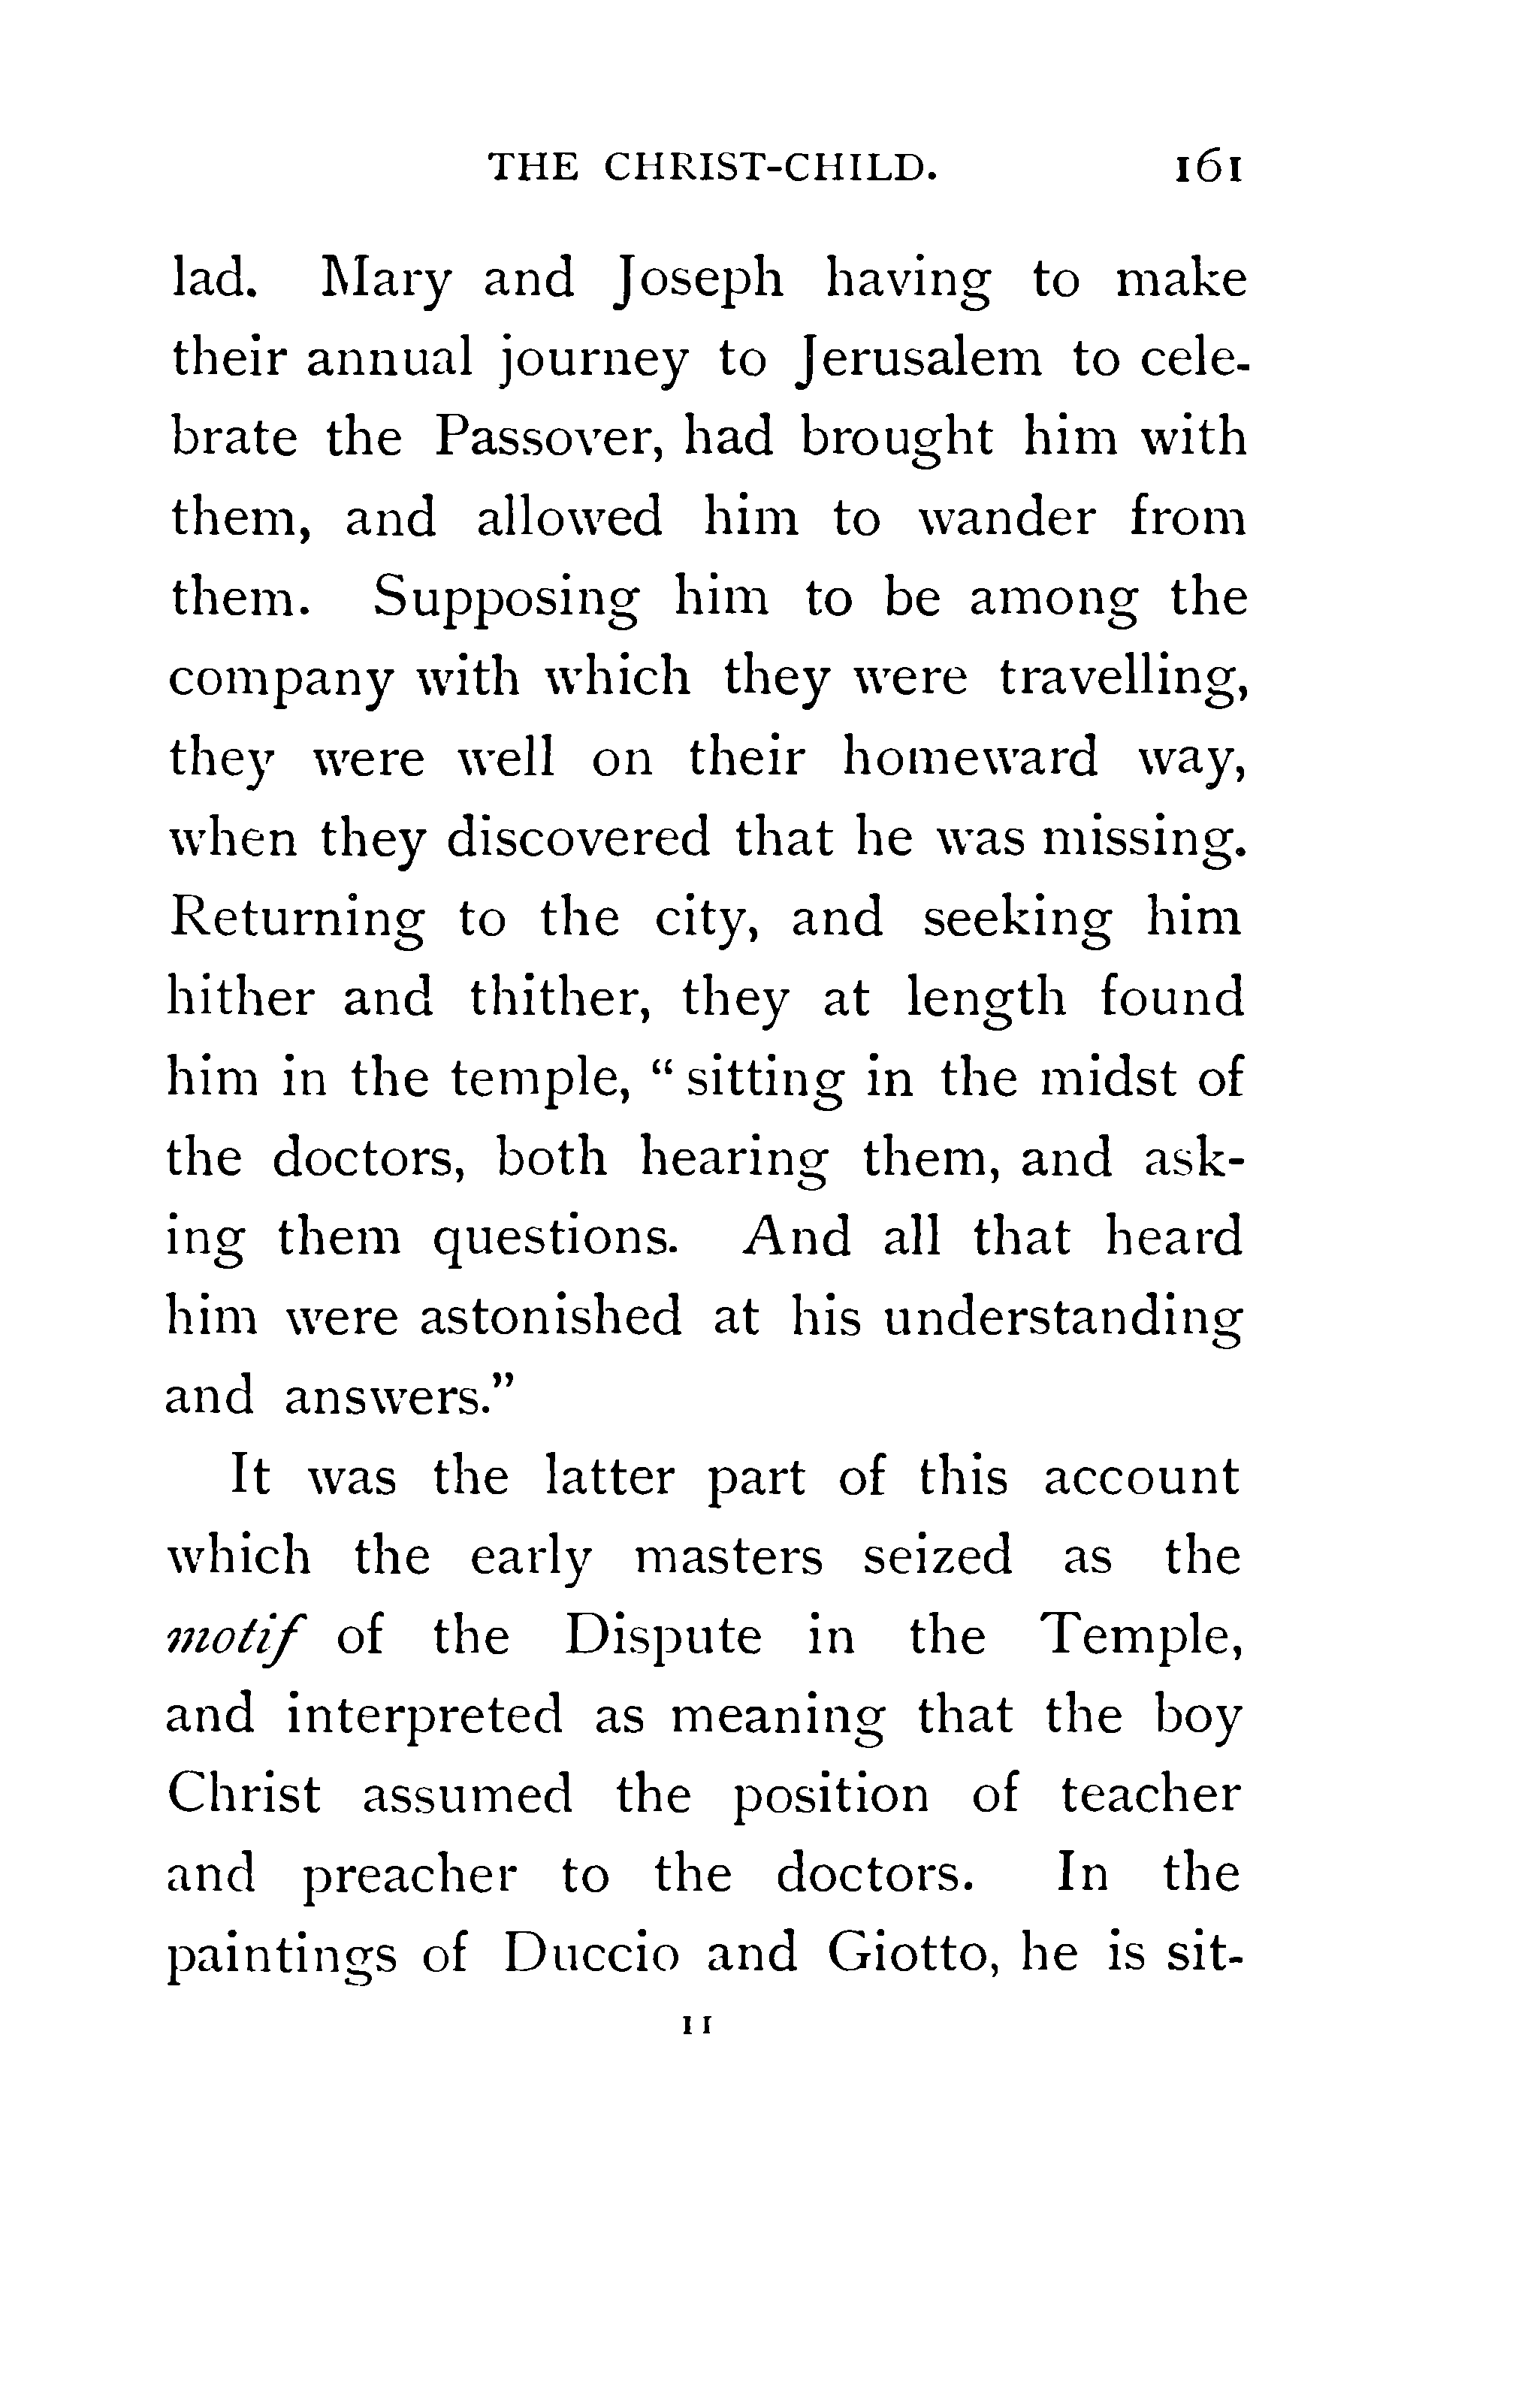 THE CHRIST-CHILD. 161
lad. Mary and Joseph having to make
their annual journey to Jerusalem to cele-
brate the Passover, had brought him with
them, and allowed him to wander from
them. Supposing him to be among the
company with which they were travelling,
they were well on their homeward way,
when they discovered that he was missing.
Returning to the city, and seeking him
hither and thither, they at length found
him in the temple, “ sitting in the midst of
the doctors, both hearing them, and ask-
ing them questions. And all that heard
him were astonished at his understanding
and answers.”
It was the latter part of this account
which the early masters seized as the
motif of the Dispute in the Temple,
and interpreted as meaning that the boy
Christ assumed the position of teacher
and preacher to the doctors. In the
paintings of Duccio and Giotto, he is sit-
11